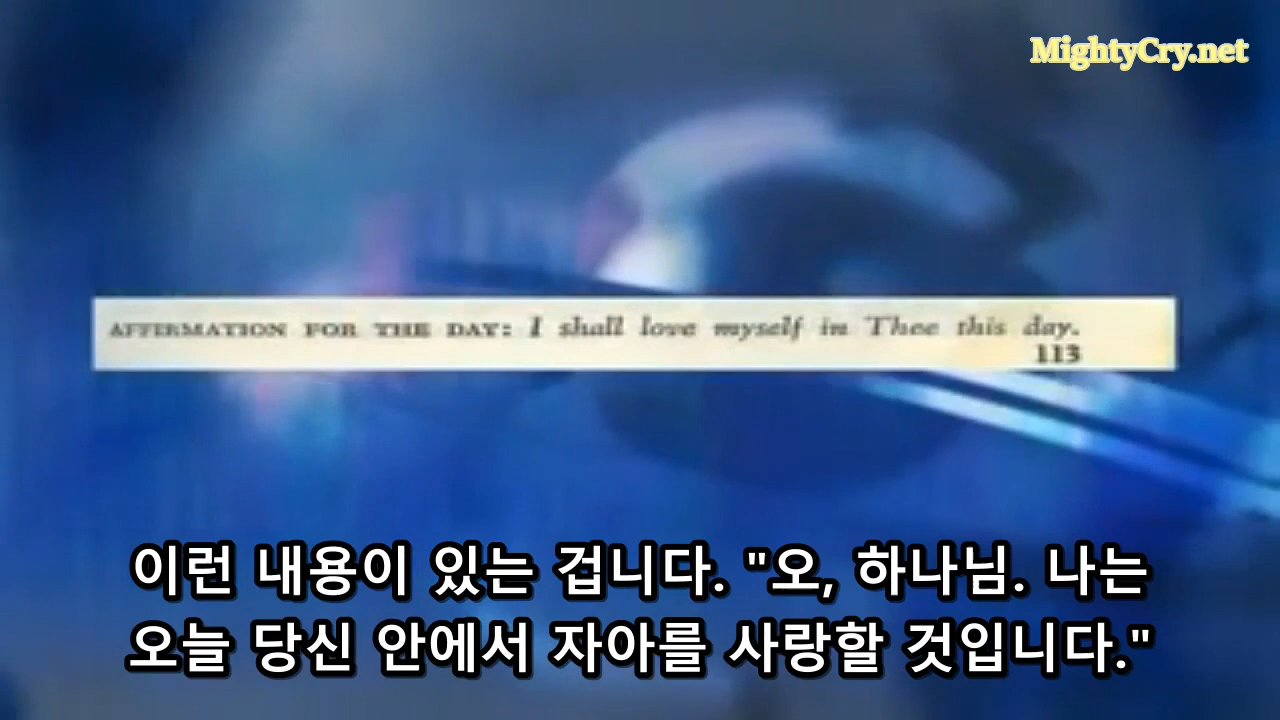 MightyCry.net
AFFIRMATION FOR THE DAY: I shall love myself in Thee this day.
113
이런 내용이 있는 겁니다. "오, 하나님. 나는
오늘 당신 안에서 자아를 사랑할 것입니다."